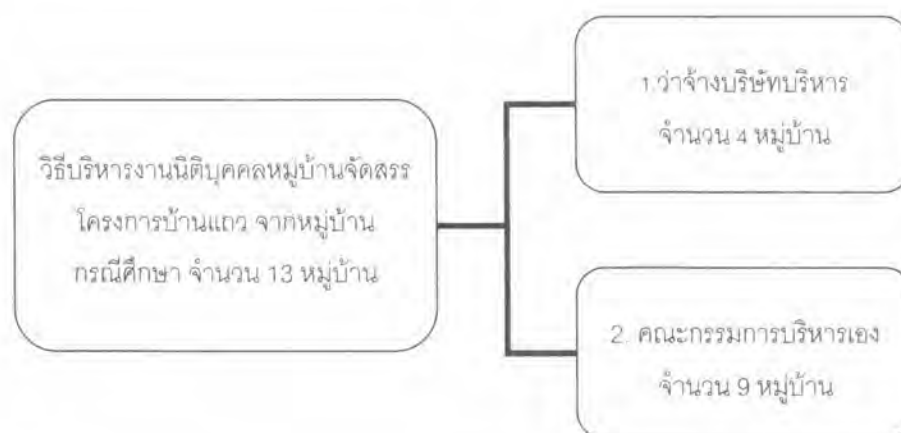 วิธีบริหารงานนิติบุคคลหมู่บ้านจัดสรร
โครงการบ้านแถว จากหมู่บ้าน
กรณีศึกษา จำนวน 13 หมู่บ้าน
1.ว่าจ้างบริษัทบริหาร
จำนวน 4 หมู่บ้าน
2. คณะกรรมการบริหารเอง
จำนวน 9 หมู่บ้าน